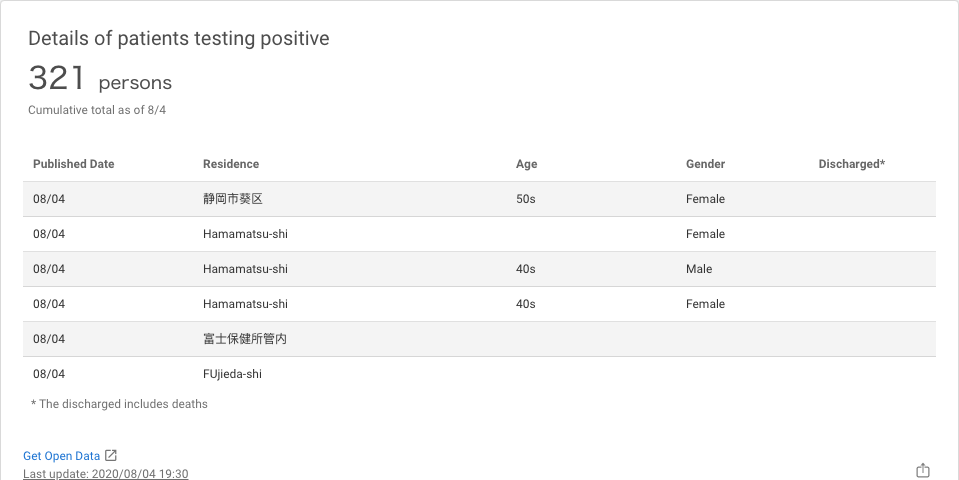 Details of patients testing positive
321 persons
Cumulative total as of 8/4
Published Date Residence Age Gender Discharged*
08/04 静岡市葵区 50s Female
08/04 Hamamatsu-shi Female
08/04 Hamamatsu-shi 40s Male
08/04 Hamamatsu-shi 40s Female
08/04 富士保健所管内
08/04 FUjieda-shi
* The discharged includes deaths
Get Open Data
Last update: 2020/08/04 19:30